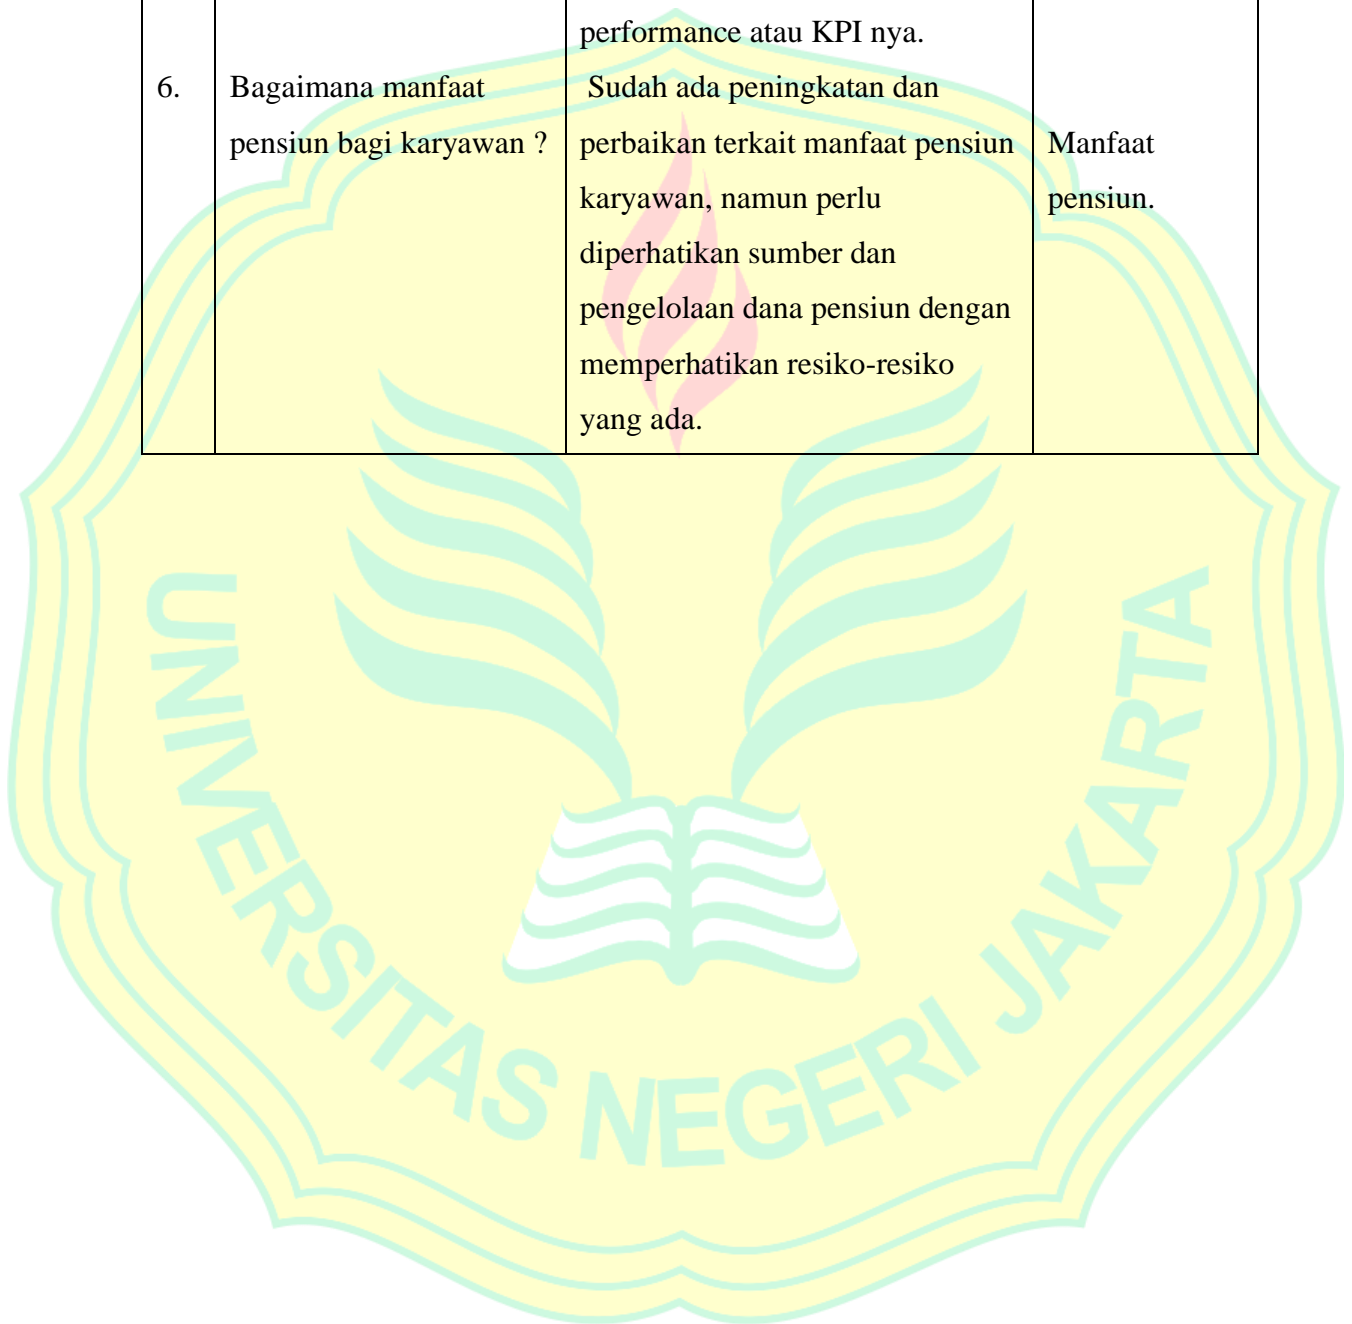 performance atau KPI nya.
6. Bagaimana manfaat Sudah ada peningkatan dan
pensiun bagi karyawan ? perbaikan terkait manfaat pensiun Manfaat
karyawan, namun perlu pensiun.
diperhatikan sumber dan
pengelolaan dana pensiun dengan
memperhatikan resiko-resiko
yang ada.
UNIVERSITAS NEGERI JAKARTA